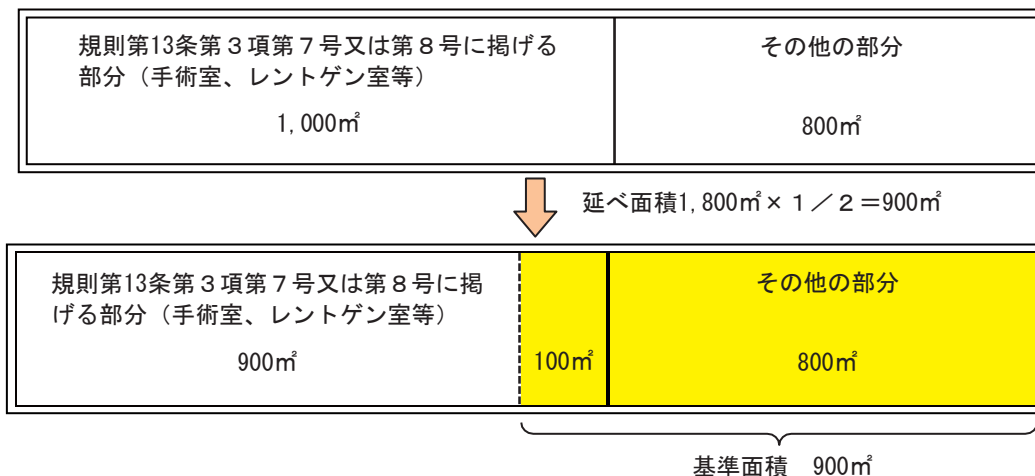 規則第13条第３項第７号又は第８号に掲げる
部分（手術室、レントゲン室等）
1,000㎡
その他の部分
800㎡
延べ面積1,800㎡×１／２＝900㎡
規則第13条第３項第７号又は第８号に掲
げる部分（手術室、レントゲン室等）
900㎡
100㎡
その他の部分
800㎡
基準面積　900㎡